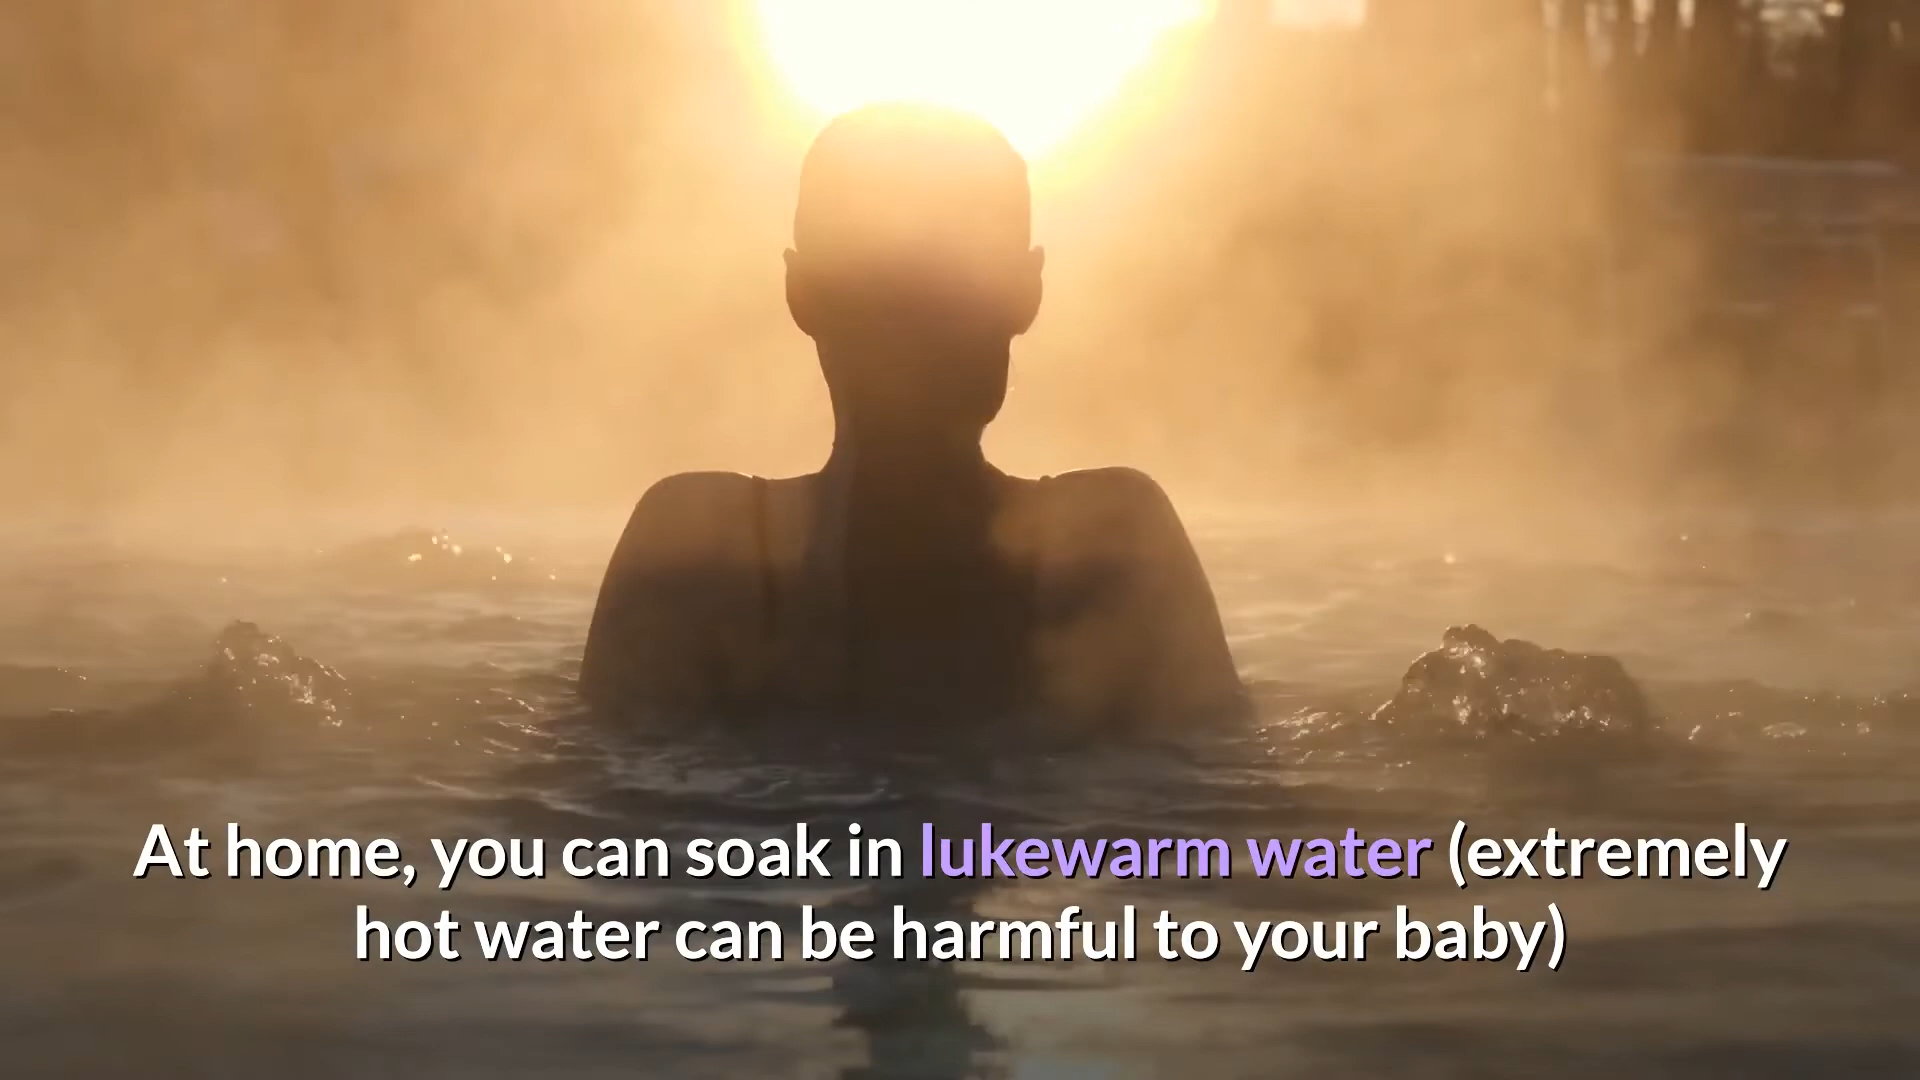 At home, you can soak in lukewarm water (extremely
hot water can be harmful to your baby)